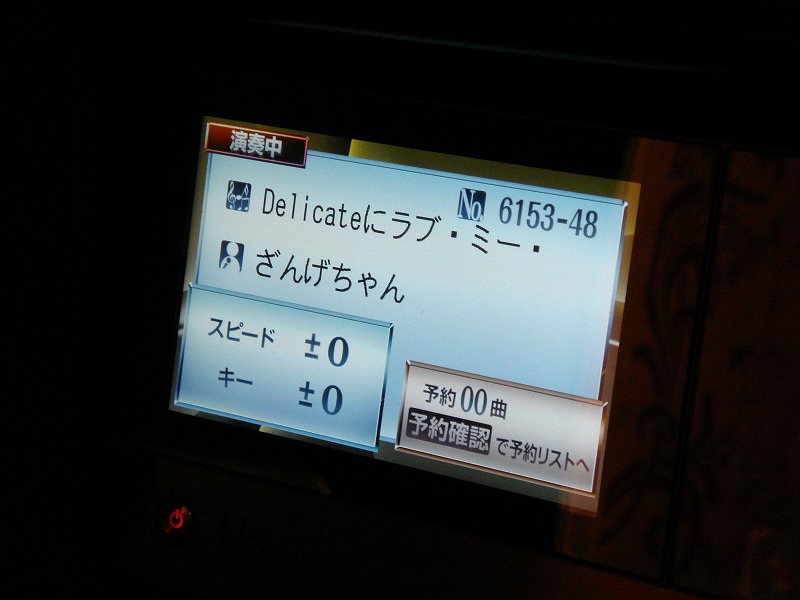 演奏中
No. 6153-48
Delicateにラブ・ミー・
ざんげちゃん
スピード ±0
キー ±0
予約00曲
予約確認 で予約リストへ